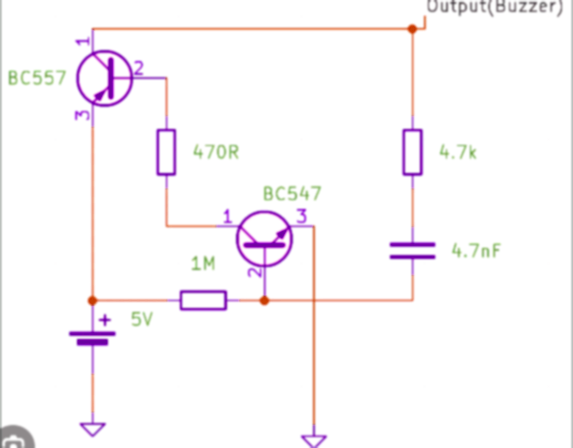 Output(Buzzer)
1
BC557
2
3
470R
4.7k
BC547
1
3
2
1M
4.7nF
+
5V